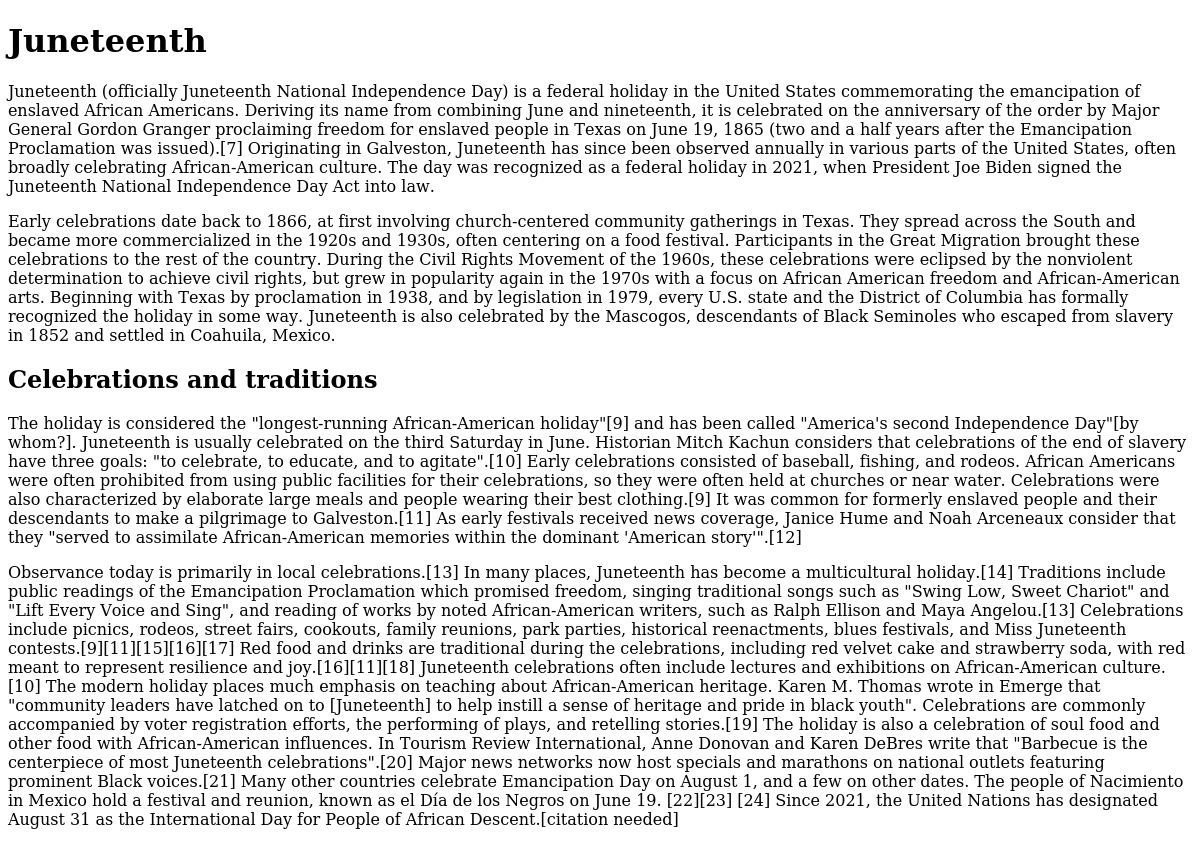 Juneteenth
Juneteenth (officially Juneteenth National Independence Day) is a federal holiday in the United States commemorating the emancipation of
enslaved African Americans. Deriving its name from combining June and nineteenth, it is celebrated on the anniversary of the order by Major
General Gordon Granger proclaiming freedom for enslaved people in Texas on June 19, 1865 (two and a half years after the Emancipation
Proclamation was issued).[7] Originating in Galveston, Juneteenth has since been observed annually in various parts of the United States, often
broadly celebrating African-American culture. The day was recognized as a federal holiday in 2021, when President Joe Biden signed the
Juneteenth National Independence Day Act into law.
Early celebrations date back to 1866, at first involving church-centered community gatherings in Texas. They spread across the South and
became more commercialized in the 1920s and 1930s, often centering on a food festival. Participants in the Great Migration brought these
celebrations to the rest of the country. During the Civil Rights Movement of the 1960s, these celebrations were eclipsed by the nonviolent
determination to achieve civil rights, but grew in popularity again in the 1970s with a focus on African American freedom and African-American
arts. Beginning with Texas by proclamation in 1938, and by legislation in 1979, every U.S. state and the District of Columbia has formally
recognized the holiday in some way. Juneteenth is also celebrated by the Mascogos, descendants of Black Seminoles who escaped from slavery
in 1852 and settled in Coahuila, Mexico.
Celebrations and traditions
The holiday is considered the "longest-running African-American holiday"[9] and has been called "America's second Independence Day"[by
whom?]. Juneteenth is usually celebrated on the third Saturday in June. Historian Mitch Kachun considers that celebrations of the end of slavery
have three goals: "to celebrate, to educate, and to agitate".[10] Early celebrations consisted of baseball, fishing, and rodeos. African Americans
were often prohibited from using public facilities for their celebrations, so they were often held at churches or near water. Celebrations were
also characterized by elaborate large meals and people wearing their best clothing.[9] It was common for formerly enslaved people and their
descendants to make a pilgrimage to Galveston.[11] As early festivals received news coverage, Janice Hume and Noah Arceneaux consider that
they "served to assimilate African-American memories within the dominant 'American story'".[12]
Observance today is primarily in local celebrations.[13] In many places, Juneteenth has become a multicultural holiday.[14] Traditions include
public readings of the Emancipation Proclamation which promised freedom, singing traditional songs such as "Swing Low, Sweet Chariot" and
"Lift Every Voice and Sing", and reading of works by noted African-American writers, such as Ralph Ellison and Maya Angelou.[13] Celebrations
include picnics, rodeos, street fairs, cookouts, family reunions, park parties, historical reenactments, blues festivals, and Miss Juneteenth
contests.[9][11][15][16][17] Red food and drinks are traditional during the celebrations, including red velvet cake and strawberry soda, with red
meant to represent resilience and joy.[16][11][18] Juneteenth celebrations often include lectures and exhibitions on African-American culture.
[10] The modern holiday places much emphasis on teaching about African-American heritage. Karen M. Thomas wrote in Emerge that
"community leaders have latched on to [Juneteenth] to help instill a sense of heritage and pride in black youth". Celebrations are commonly
accompanied by voter registration efforts, the performing of plays, and retelling stories.[19] The holiday is also a celebration of soul food and
other food with African-American influences. In Tourism Review International, Anne Donovan and Karen DeBres write that "Barbecue is the
centerpiece of most Juneteenth celebrations".[20] Major news networks now host specials and marathons on national outlets featuring
prominent Black voices.[21] Many other countries celebrate Emancipation Day on August 1, and a few on other dates. The people of Nacimiento
in Mexico hold a festival and reunion, known as el Día de los Negros on June 19. [22][23] [24] Since 2021, the United Nations has designated
August 31 as the International Day for People of African Descent.[citation needed]